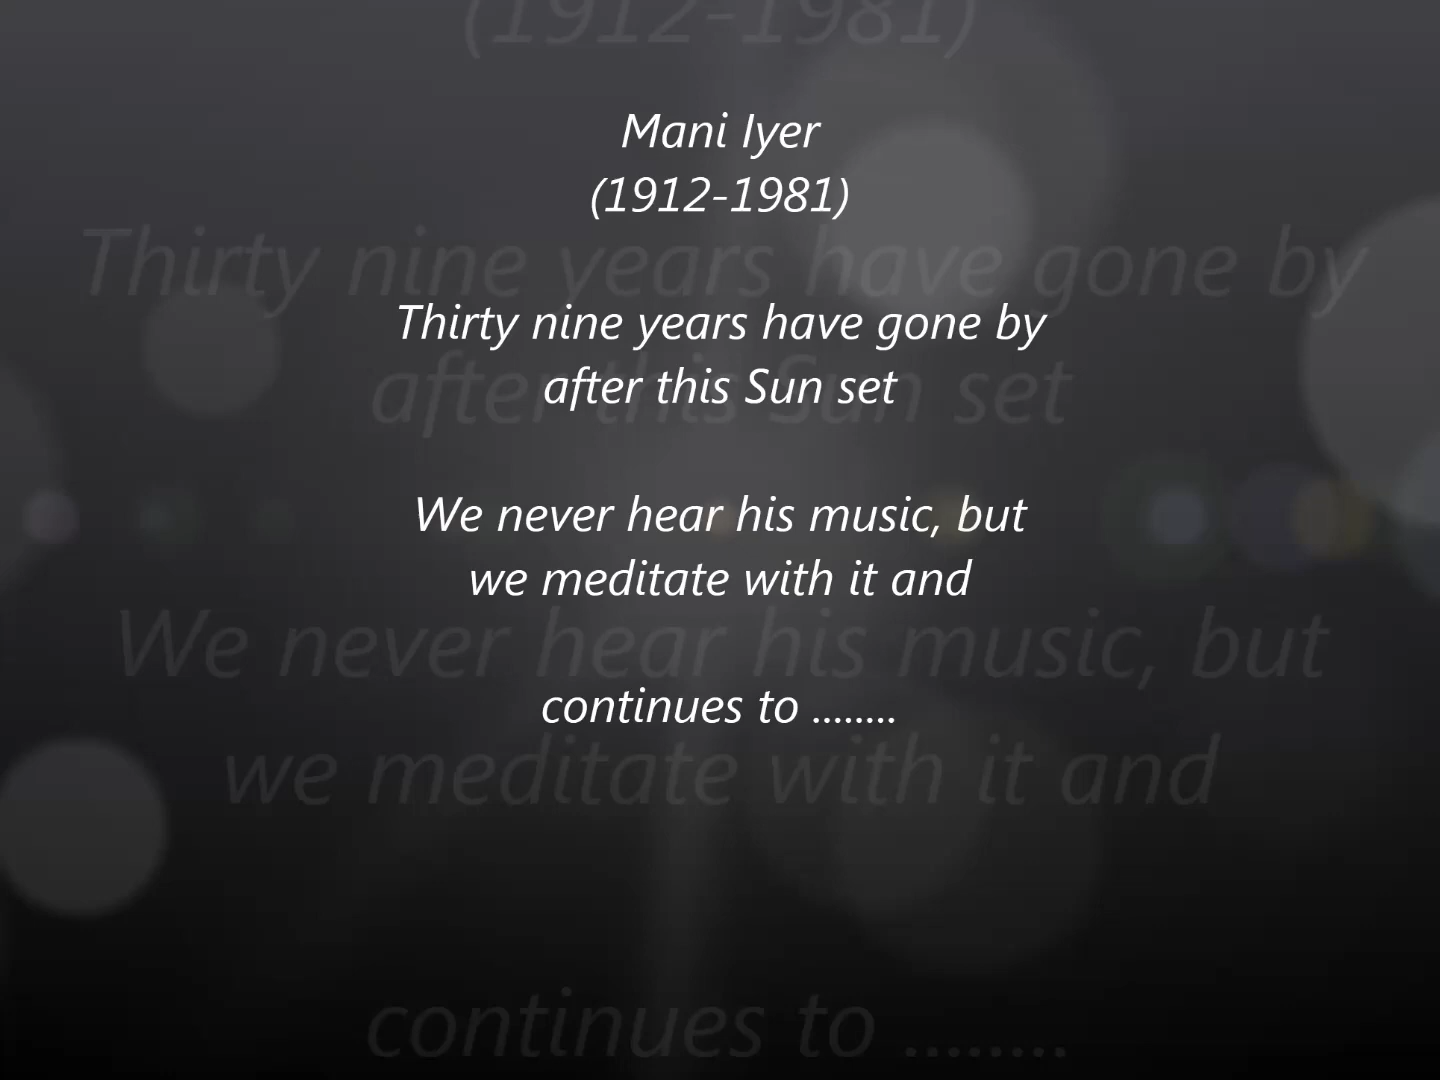 Mani Iyer
(1912-1981)
Thirty nine years have gone by
after this Sun set
We never hear his music, but
we meditate with it and
continues to ........
(1912-1981)
Thirty nine years have gone by
after this Sun set
We never hear his music, but
we meditate with it and
continues to ........